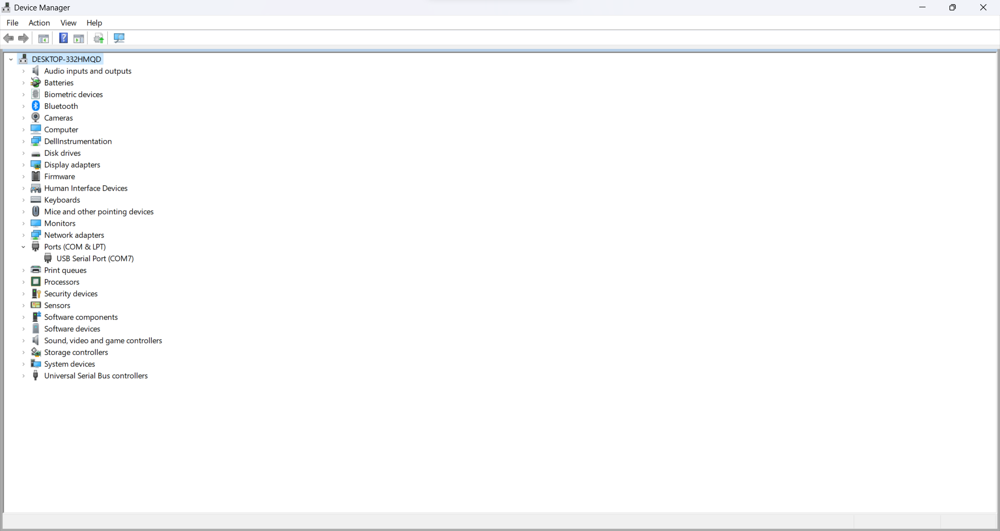 Device Manager
File Action View Help
DESKTOP-332HMQD
Audio inputs and outputs
Batteries
Biometric devices
Bluetooth
Cameras
Computer
DellInstrumentation
Disk drives
Display adapters
Firmware
Human Interface Devices
Keyboards
Mice and other pointing devices
Monitors
Network adapters
Ports (COM & LPT)
USB Serial Port (COM7)
Print queues
Processors
Security devices
Sensors
Software components
Software devices
Sound, video and game controllers
Storage controllers
System devices
Universal Serial Bus controllers